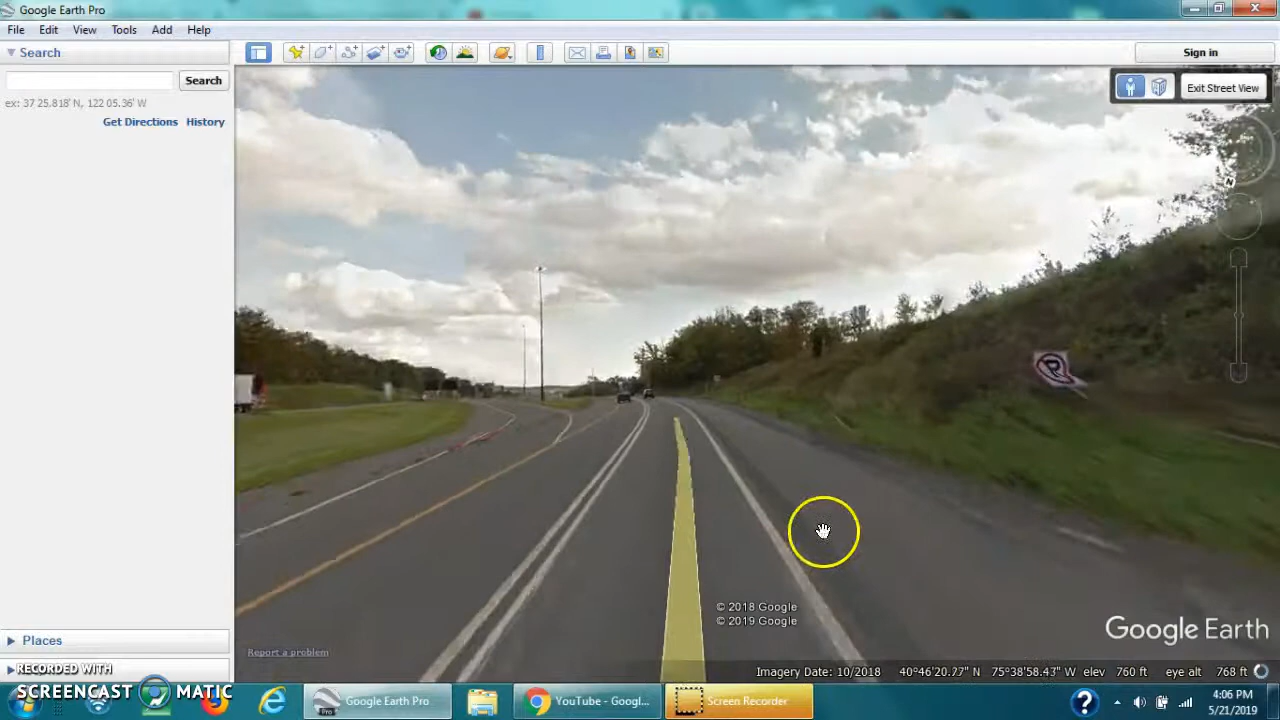 Google Earth Pro
File Edit View Tools Add Help
Search
Sign in
Search
ex: 37 25.818' N, 122 05.36' W
Get Directions History
Exit Street View
N
P
© 2018 Google
© 2019 Google
Google Earth
Places
Report a problem
RECORDED WITH
Imagery Date: 10/2018 40°46'20.77" N 75°38'58.43" W elev 760 ft eye alt 768 ft
SCREENCAST MATIC
Pro
Google Earth Pro
YouTube - Googl...
Screen Recorder
?
4:06 PM
5/21/2019